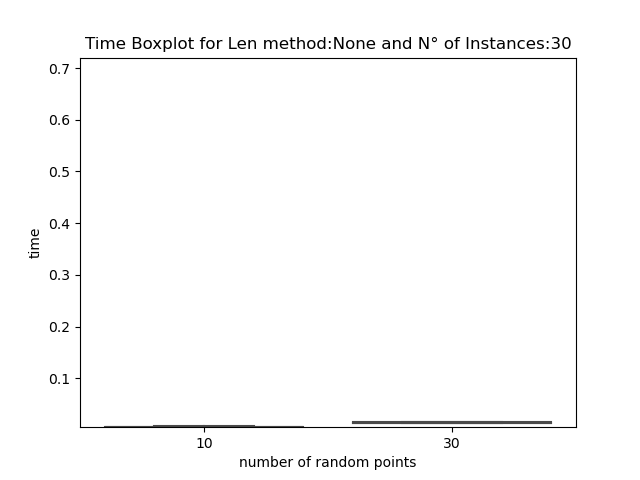 Time Boxplot for Len method:None and N° of Instances:30
0.7
0.6
0.5
0.4
0.3
0.2
0.1
time
10 30
number of random points